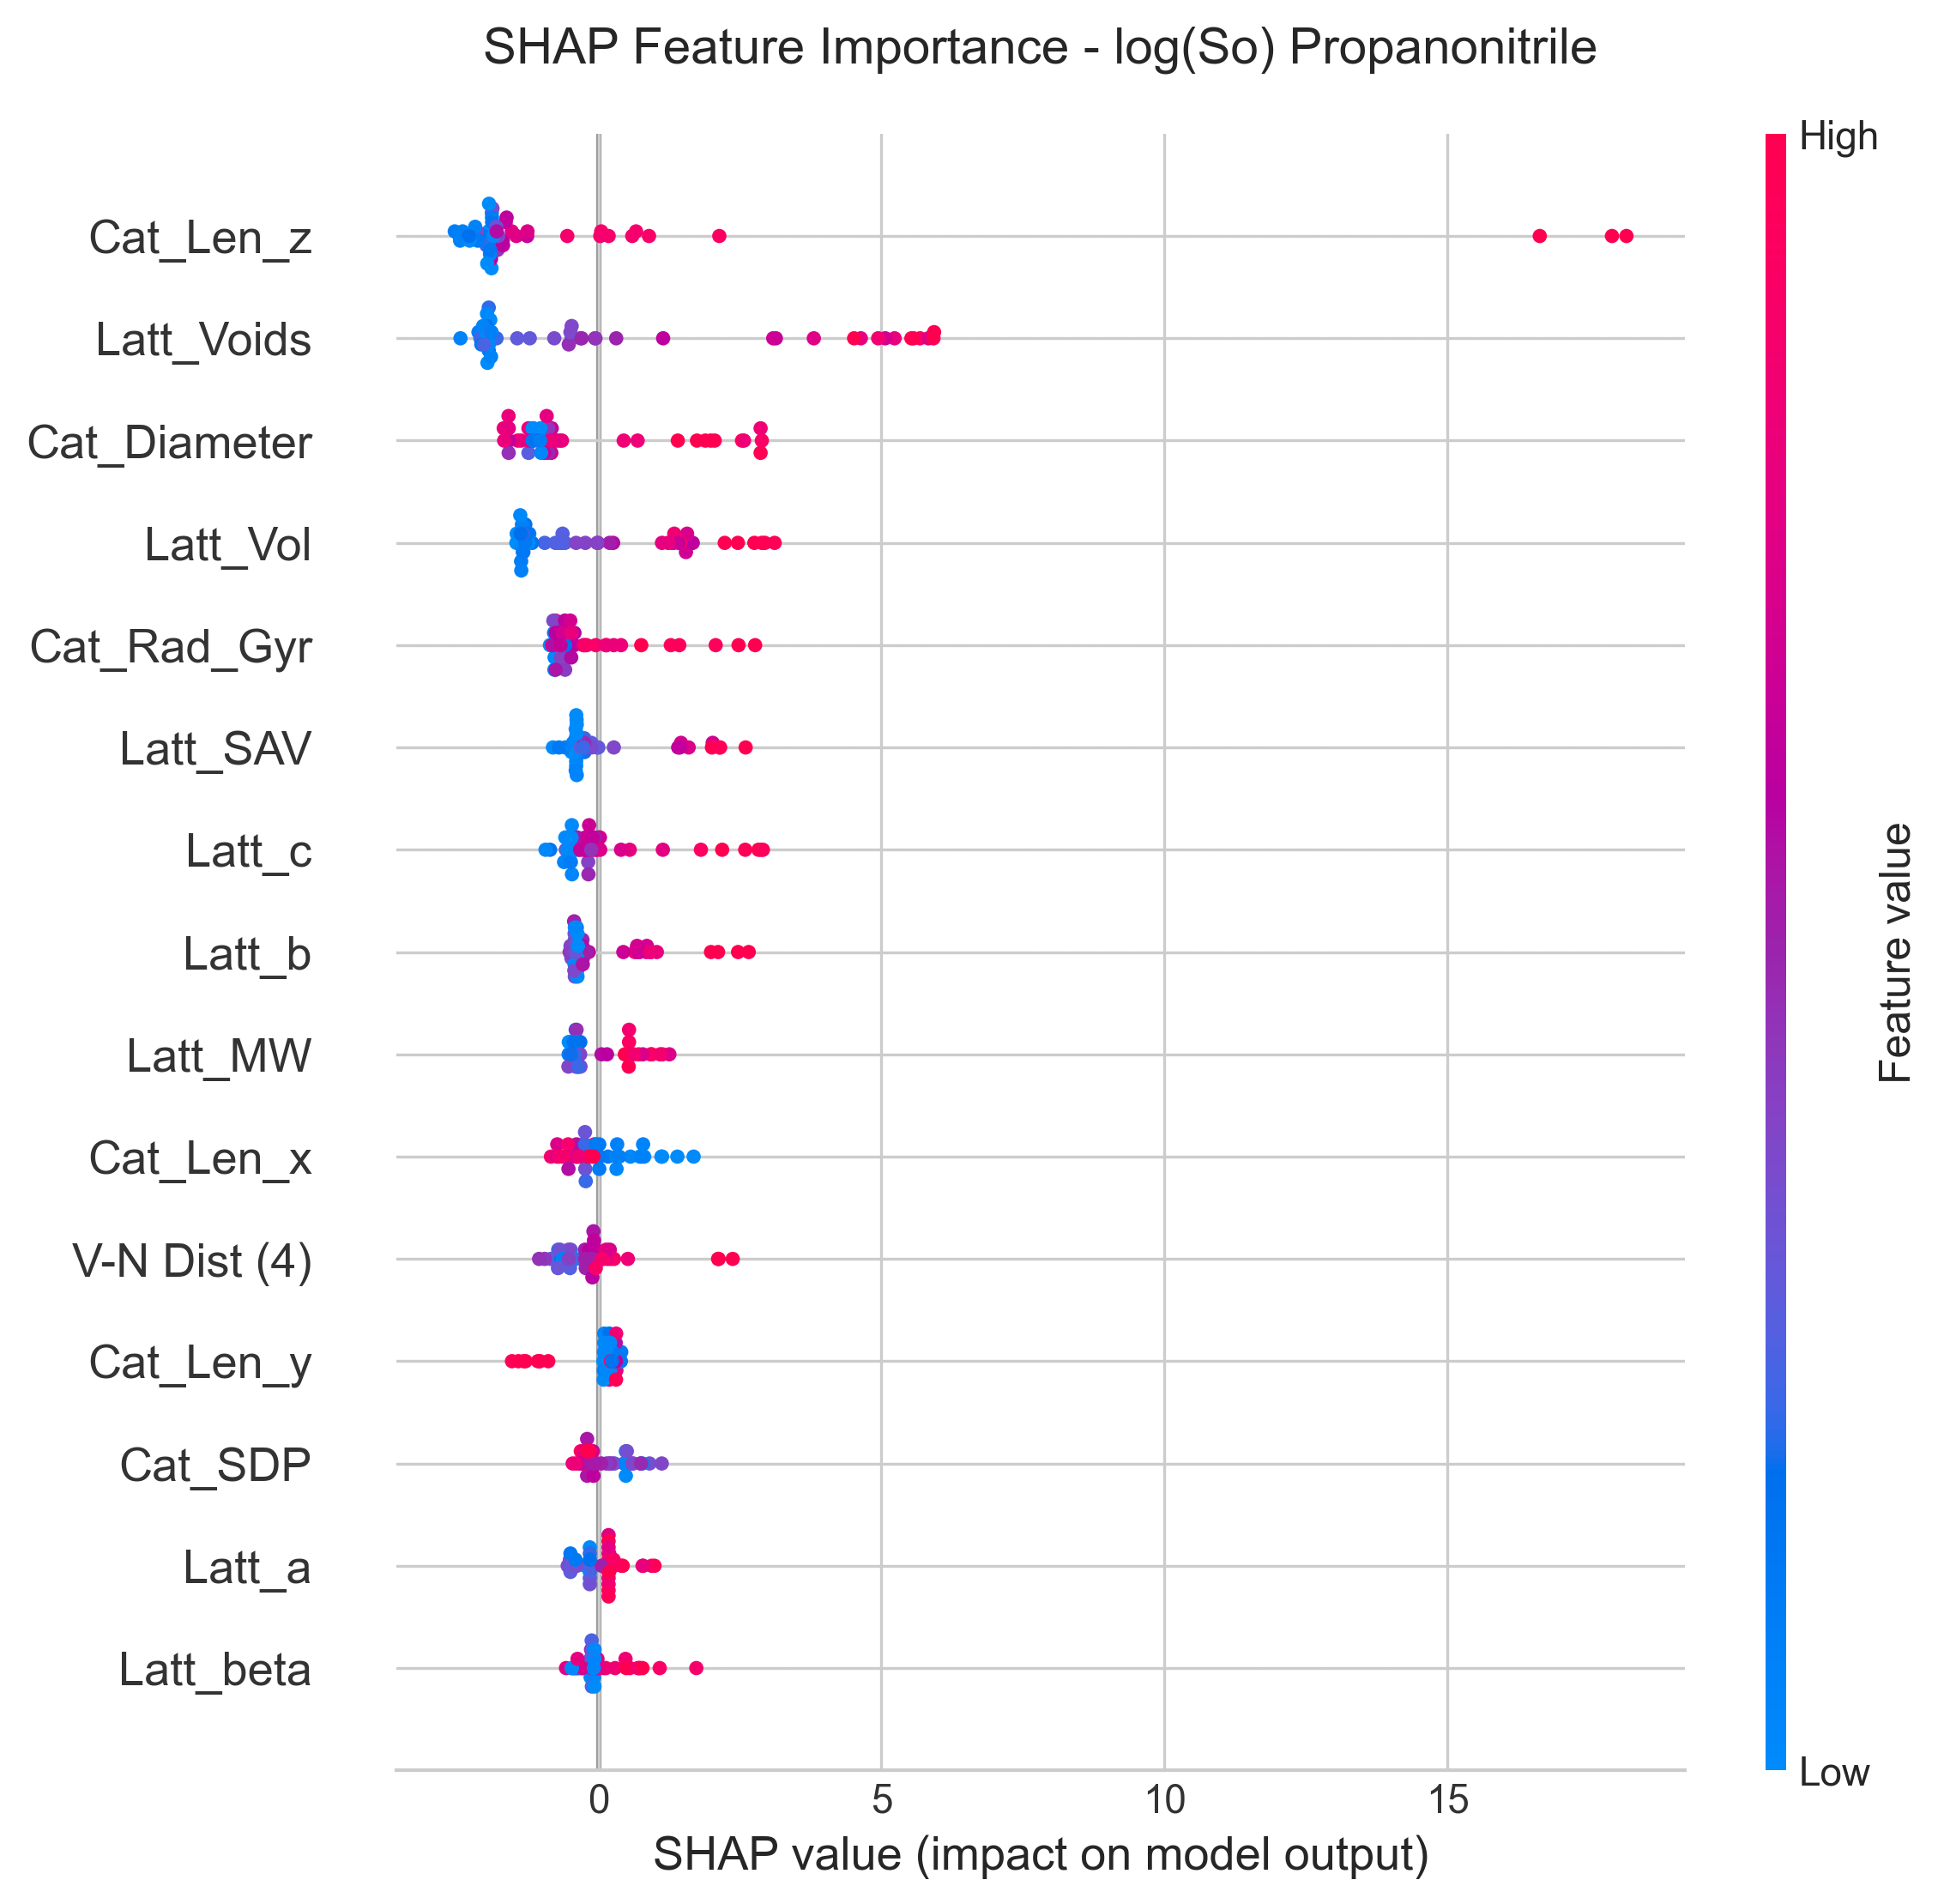 SHAP Feature Importance - log(So) Propanonitrile
High
Cat_Len_z
Latt_Voids
Cat_Diameter
Latt_Vol
Cat_Rad_Gyr
Latt_SAV
Latt_c
Latt_b
Latt_MW
Cat_Len_x
V-N Dist (4)
Cat_Len_y
Cat_SDP
Latt_a
Latt_beta
Feature value
Low
0 5 10 15
SHAP value (impact on model output)